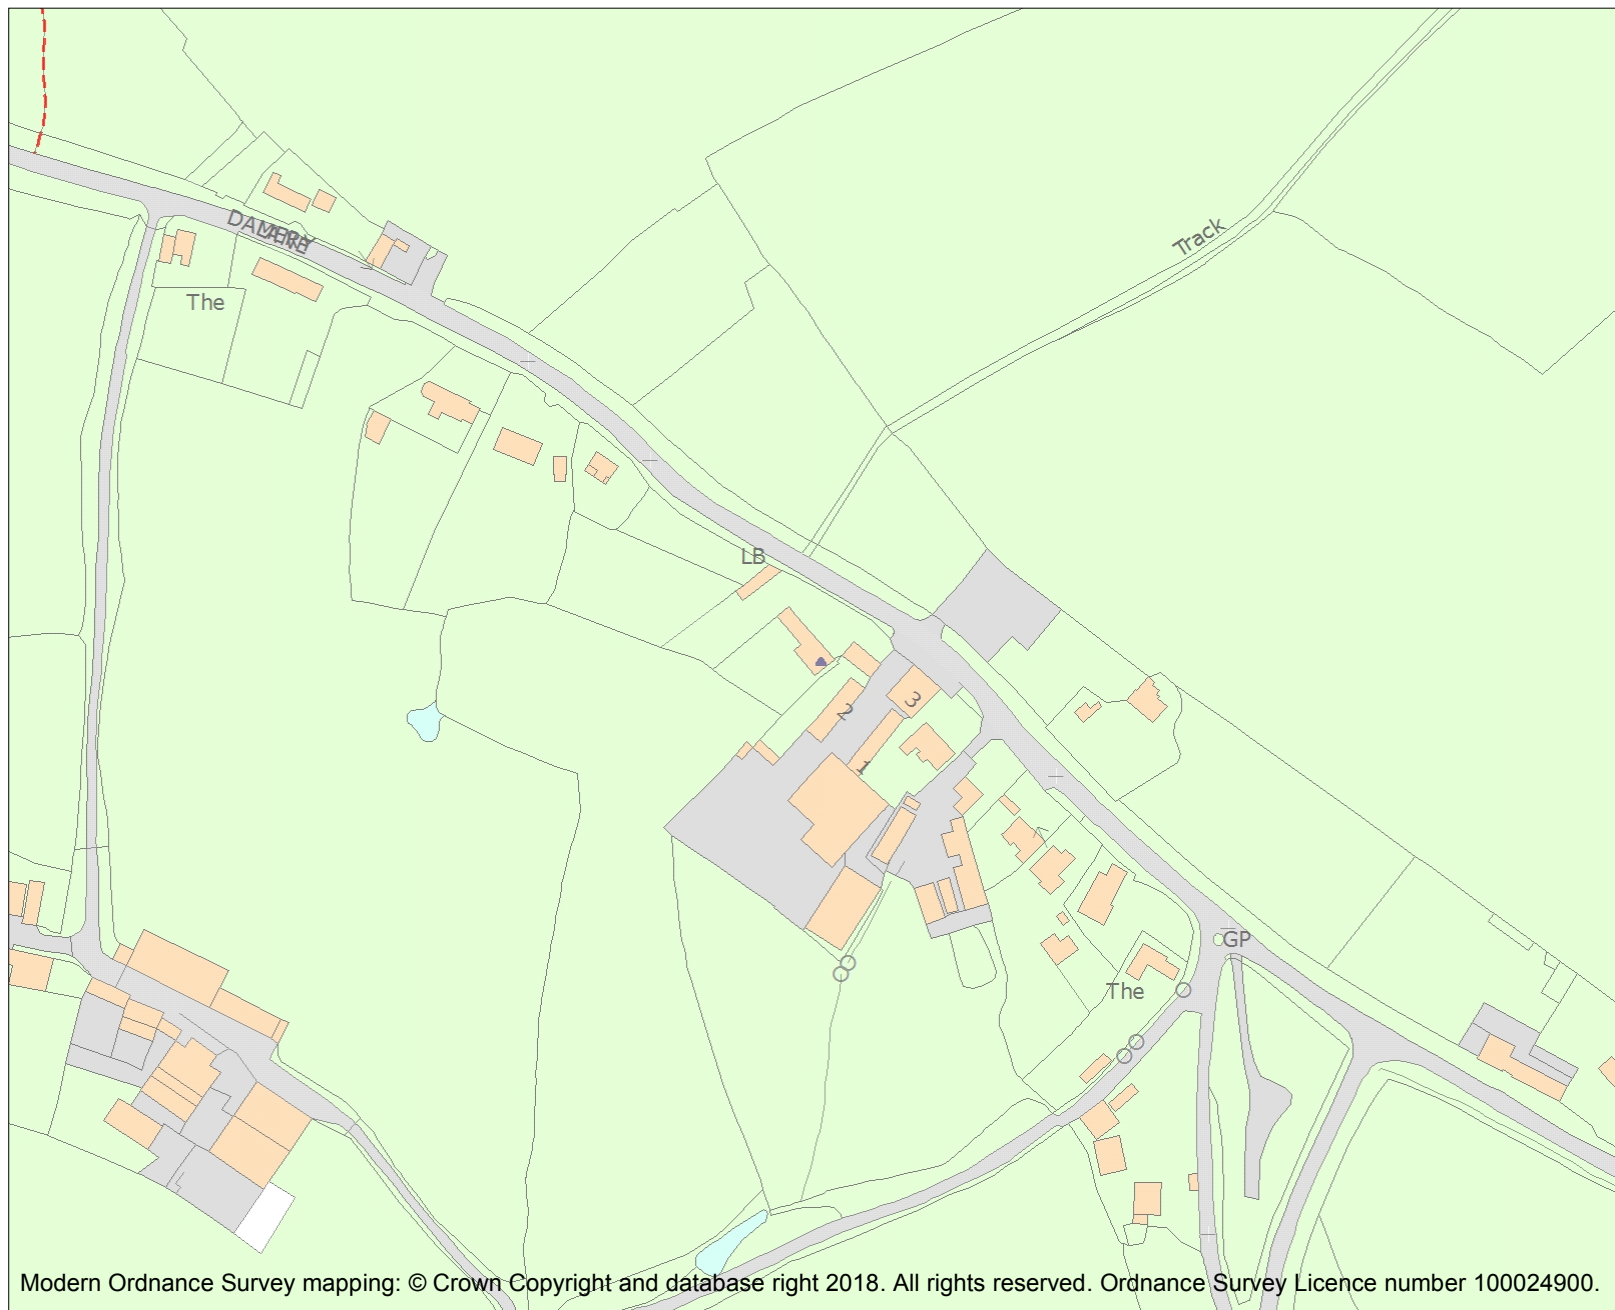 Track
DAMERY
LANE
The
LB
3
2
1
GP
The
Modern Ordnance Survey mapping: © Crown Copyright and database right 2018. All rights reserved. Ordnance Survey Licence number 100024900.